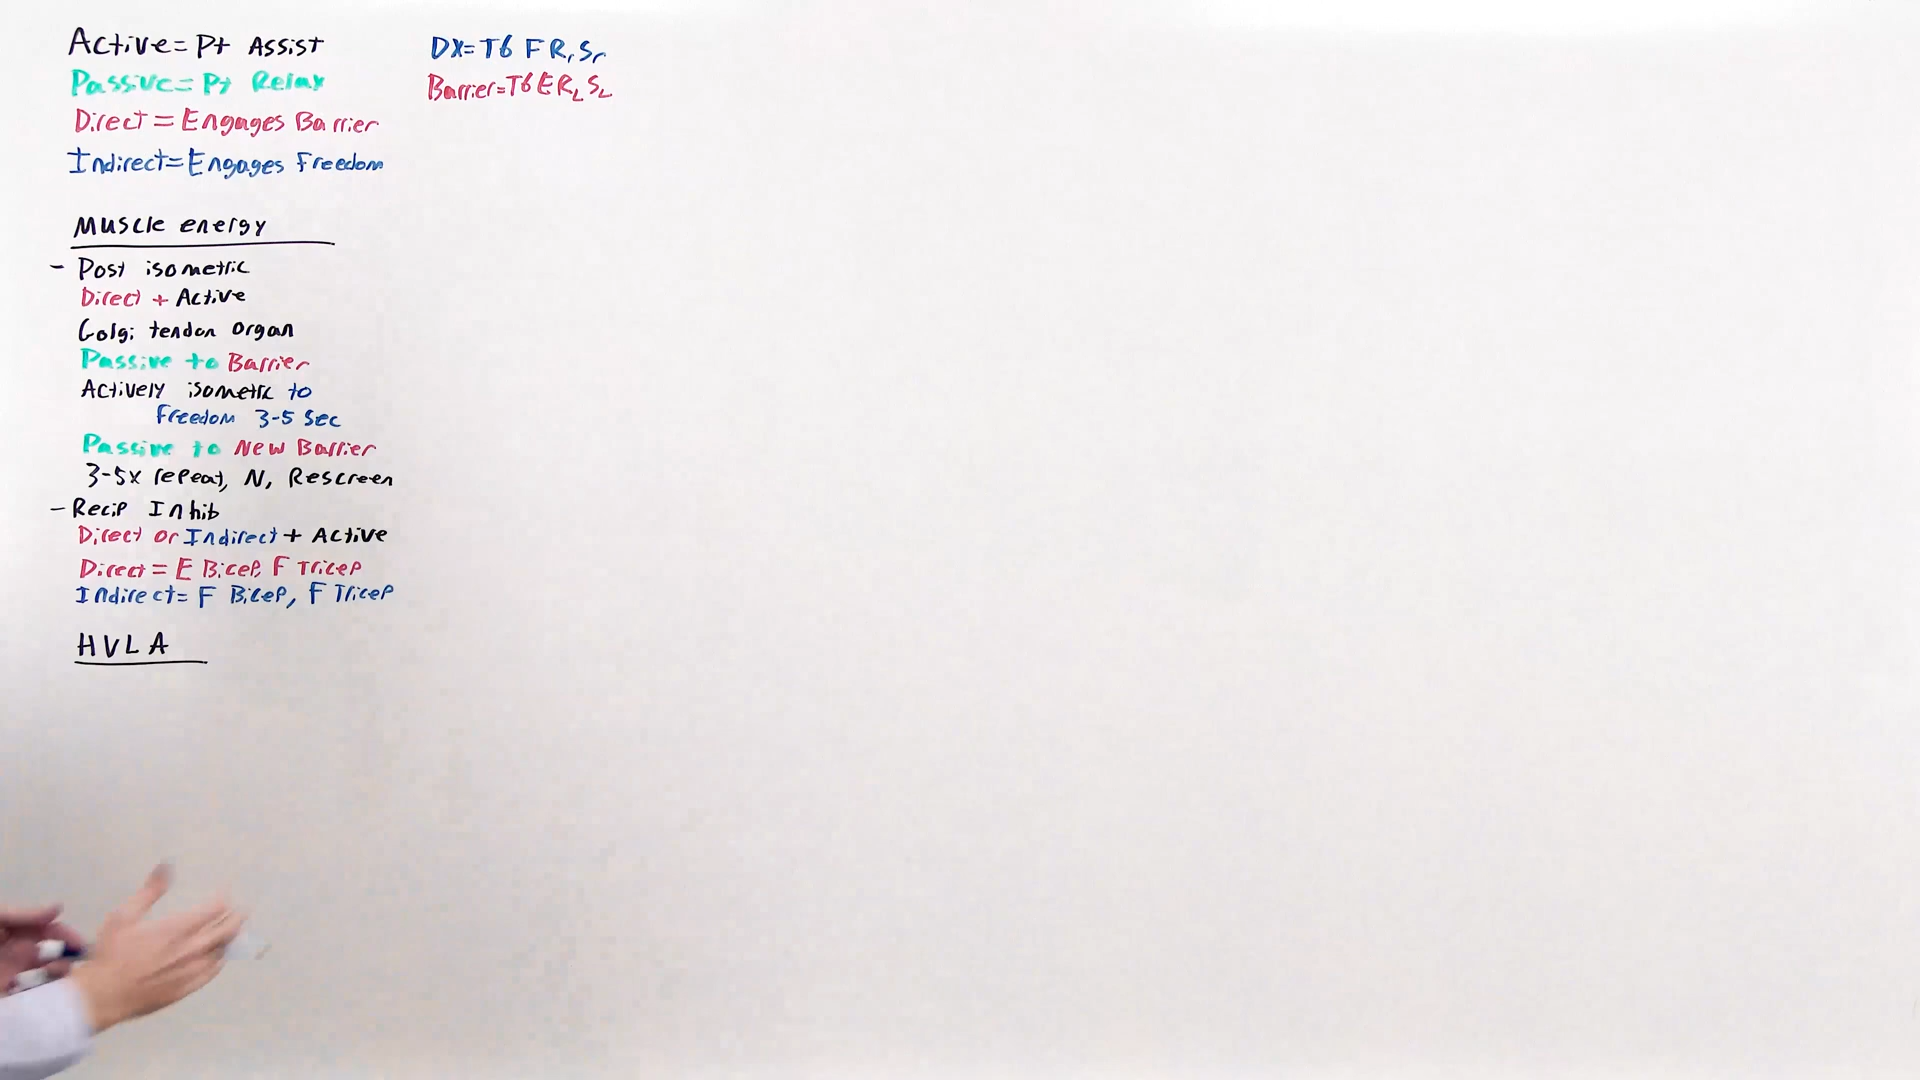 Active= Pt Assist
Passive= Pt Relax
Direct = Engages Barrier
Indirect= Engages Freedom
DX= T6 F Rr Sr
Barrier= T6 E RL SL
Muscle energy
- Post isometric
Direct + Active
Golgi tendon organ
Passive to Barrier
Actively isometric to
Freedom 3-5 Sec
Passive to New Barrier
3-5x repeat, N, Rescreen
- Recip Inhib
Direct or Indirect + Active
Direct = E Bicep, F Tricep
Indirect= F Bicep, F Tricep
HVLA